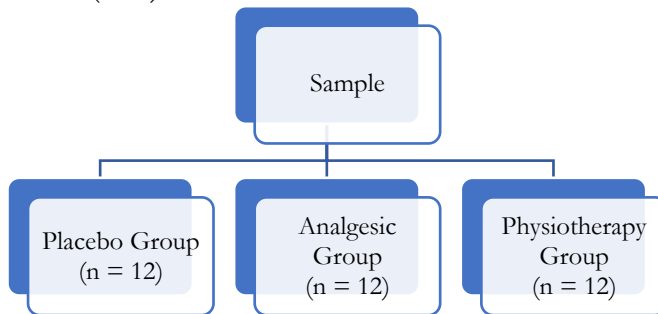 Sample
Placebo Group
(n = 12)
Analgesic
Group
(n = 12)
Physiotherapy
Group
(n = 12)